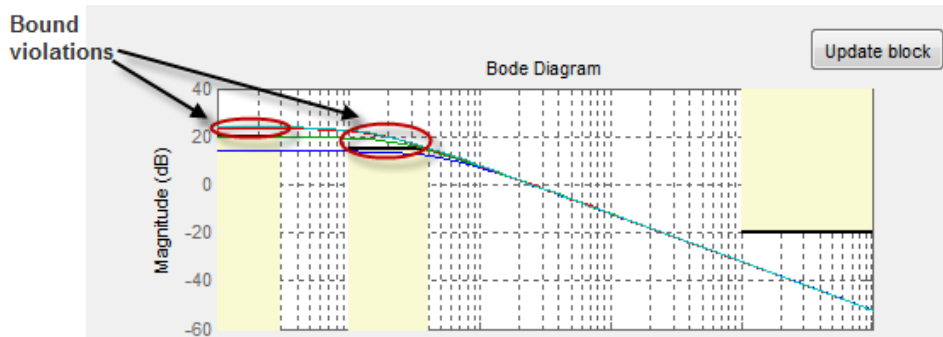 Bound
violations
Update block
Bode Diagram
Magnitude (dB)
40
20
0
-20
-40
-60